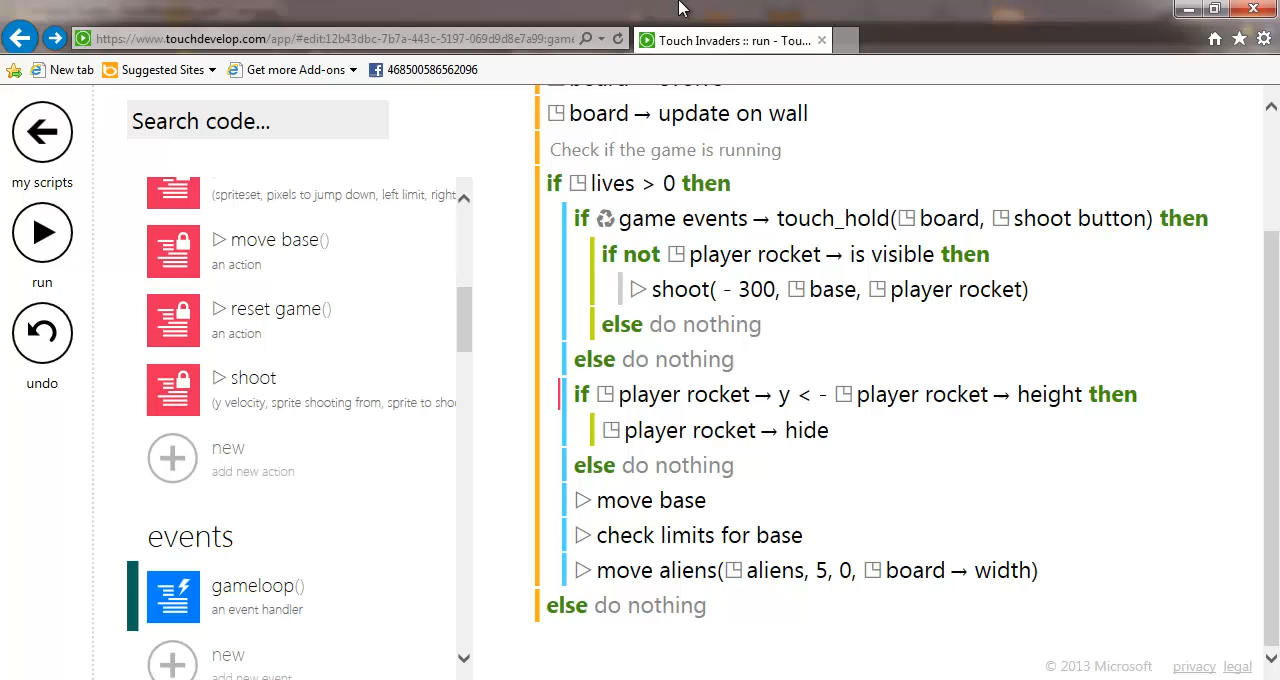 https://www.touchdevelop.com/app/#edit:12b43dbc-7b7a-443c-5197-069d9d8e7a99:game
Touch Invaders :: run - Tou...
New tab
Suggested Sites
Get more Add-ons
468500586562096
my scripts
run
undo
Search code...
(spriteset, pixels to jump down, left limit, right
move base()
an action
reset game()
an action
shoot
(y velocity, sprite shooting from, sprite to shoo
new
add new action
events
gameloop()
an event handler
new
add new event
board → update on wall
Check if the game is running
if lives > 0 then
if game events → touch_hold(board, shoot button) then
if not player rocket → is visible then
shoot( - 300, base, player rocket)
else do nothing
else do nothing
if player rocket → y < - player rocket → height then
player rocket → hide
else do nothing
move base
check limits for base
move aliens(aliens, 5, 0, board → width)
else do nothing
© 2013 Microsoft privacy legal